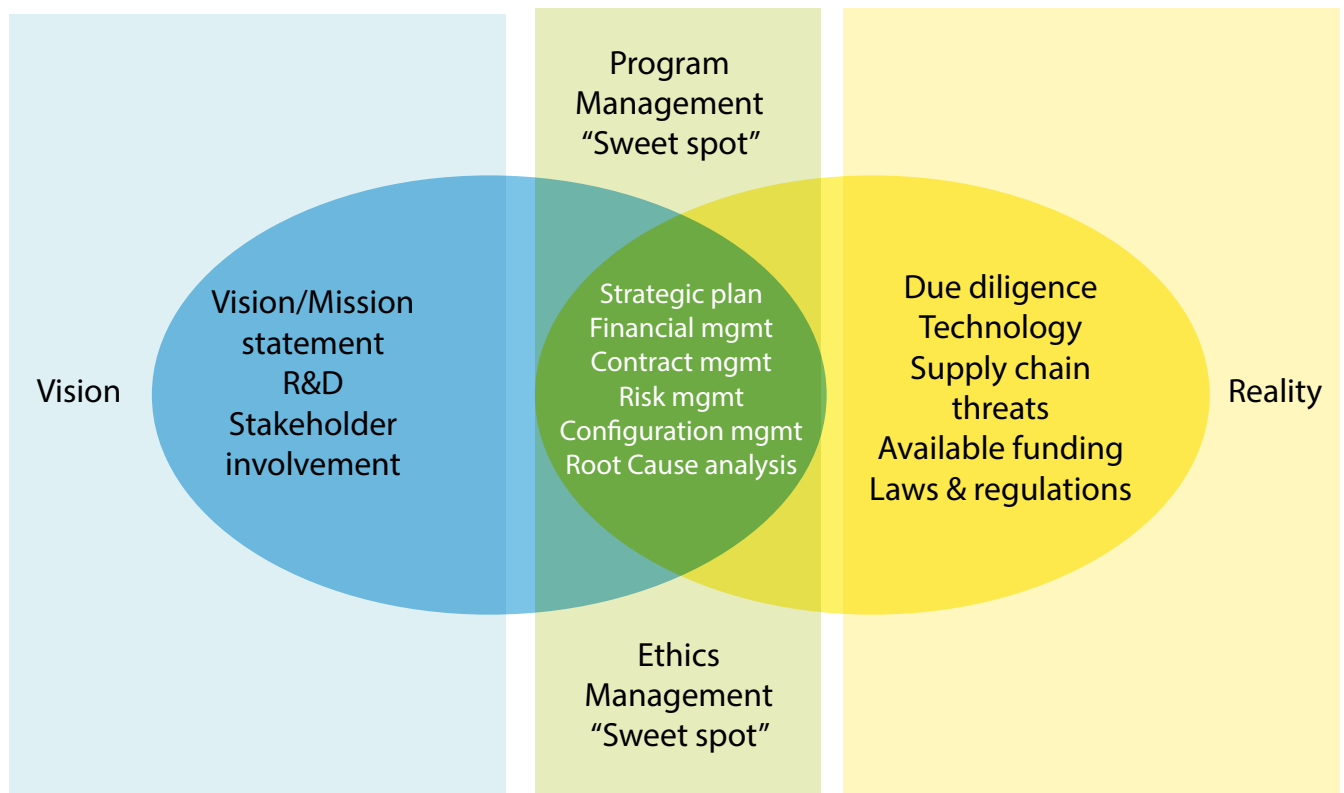 Program
Management
“Sweet spot”
Vision
Vision/Mission
statement
R&D
Stakeholder
involvement
Strategic plan
Financial mgmt
Contract mgmt
Risk mgmt
Configuration mgmt
Root Cause analysis
Due diligence
Technology
Supply chain
threats
Available funding
Laws & regulations
Reality
Ethics
Management
“Sweet spot”